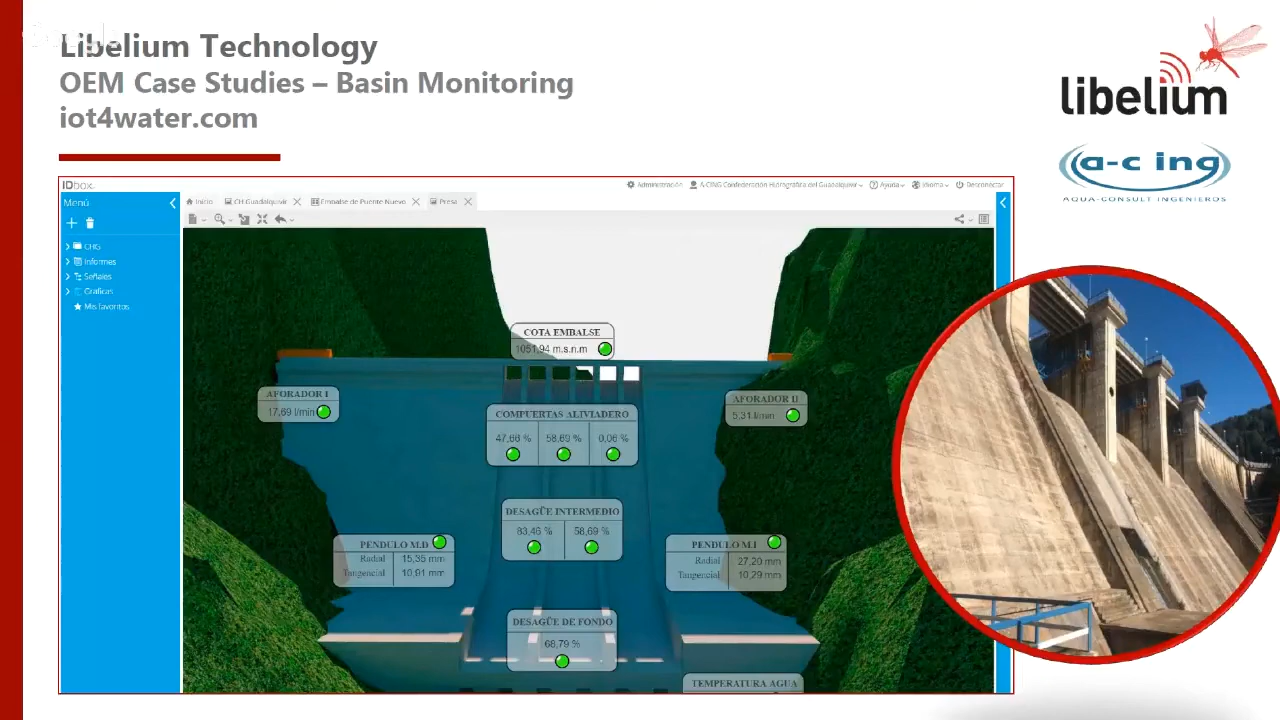 Libelium Technology
OEM Case Studies – Basin Monitoring
iot4water.com
libelium
a-c ing
AQUA-CONSULT INGENIEROS
IDbox
Administración
A-CING Confederación Hidrográfica del Guadalquivir
Ayuda
Idioma
Desconectar
Menú
Inicio
CH Guadalquivir
Embalse de Puente Nuevo
Presa
CHG
Informes
Señales
Gráficas
Mis favoritos
COTA EMBALSE
1051,94 m.s.n.m
AFORADOR I
17,69 l/min
AFORADOR II
5,31 l/min
COMPUERTAS ALIVIADERO
47,66 % 58,69 % 0,06 %
DESAGÜE INTERMEDIO
83,46 % 58,69 %
PENDULO M.D
Radial 15,35 mm
Tangencial 10,91 mm
PENDULO M.I
Radial 27,20 mm
Tangencial 10,29 mm
DESAGÜE DE FONDO
68,79 %
TEMPERATURA AGUA